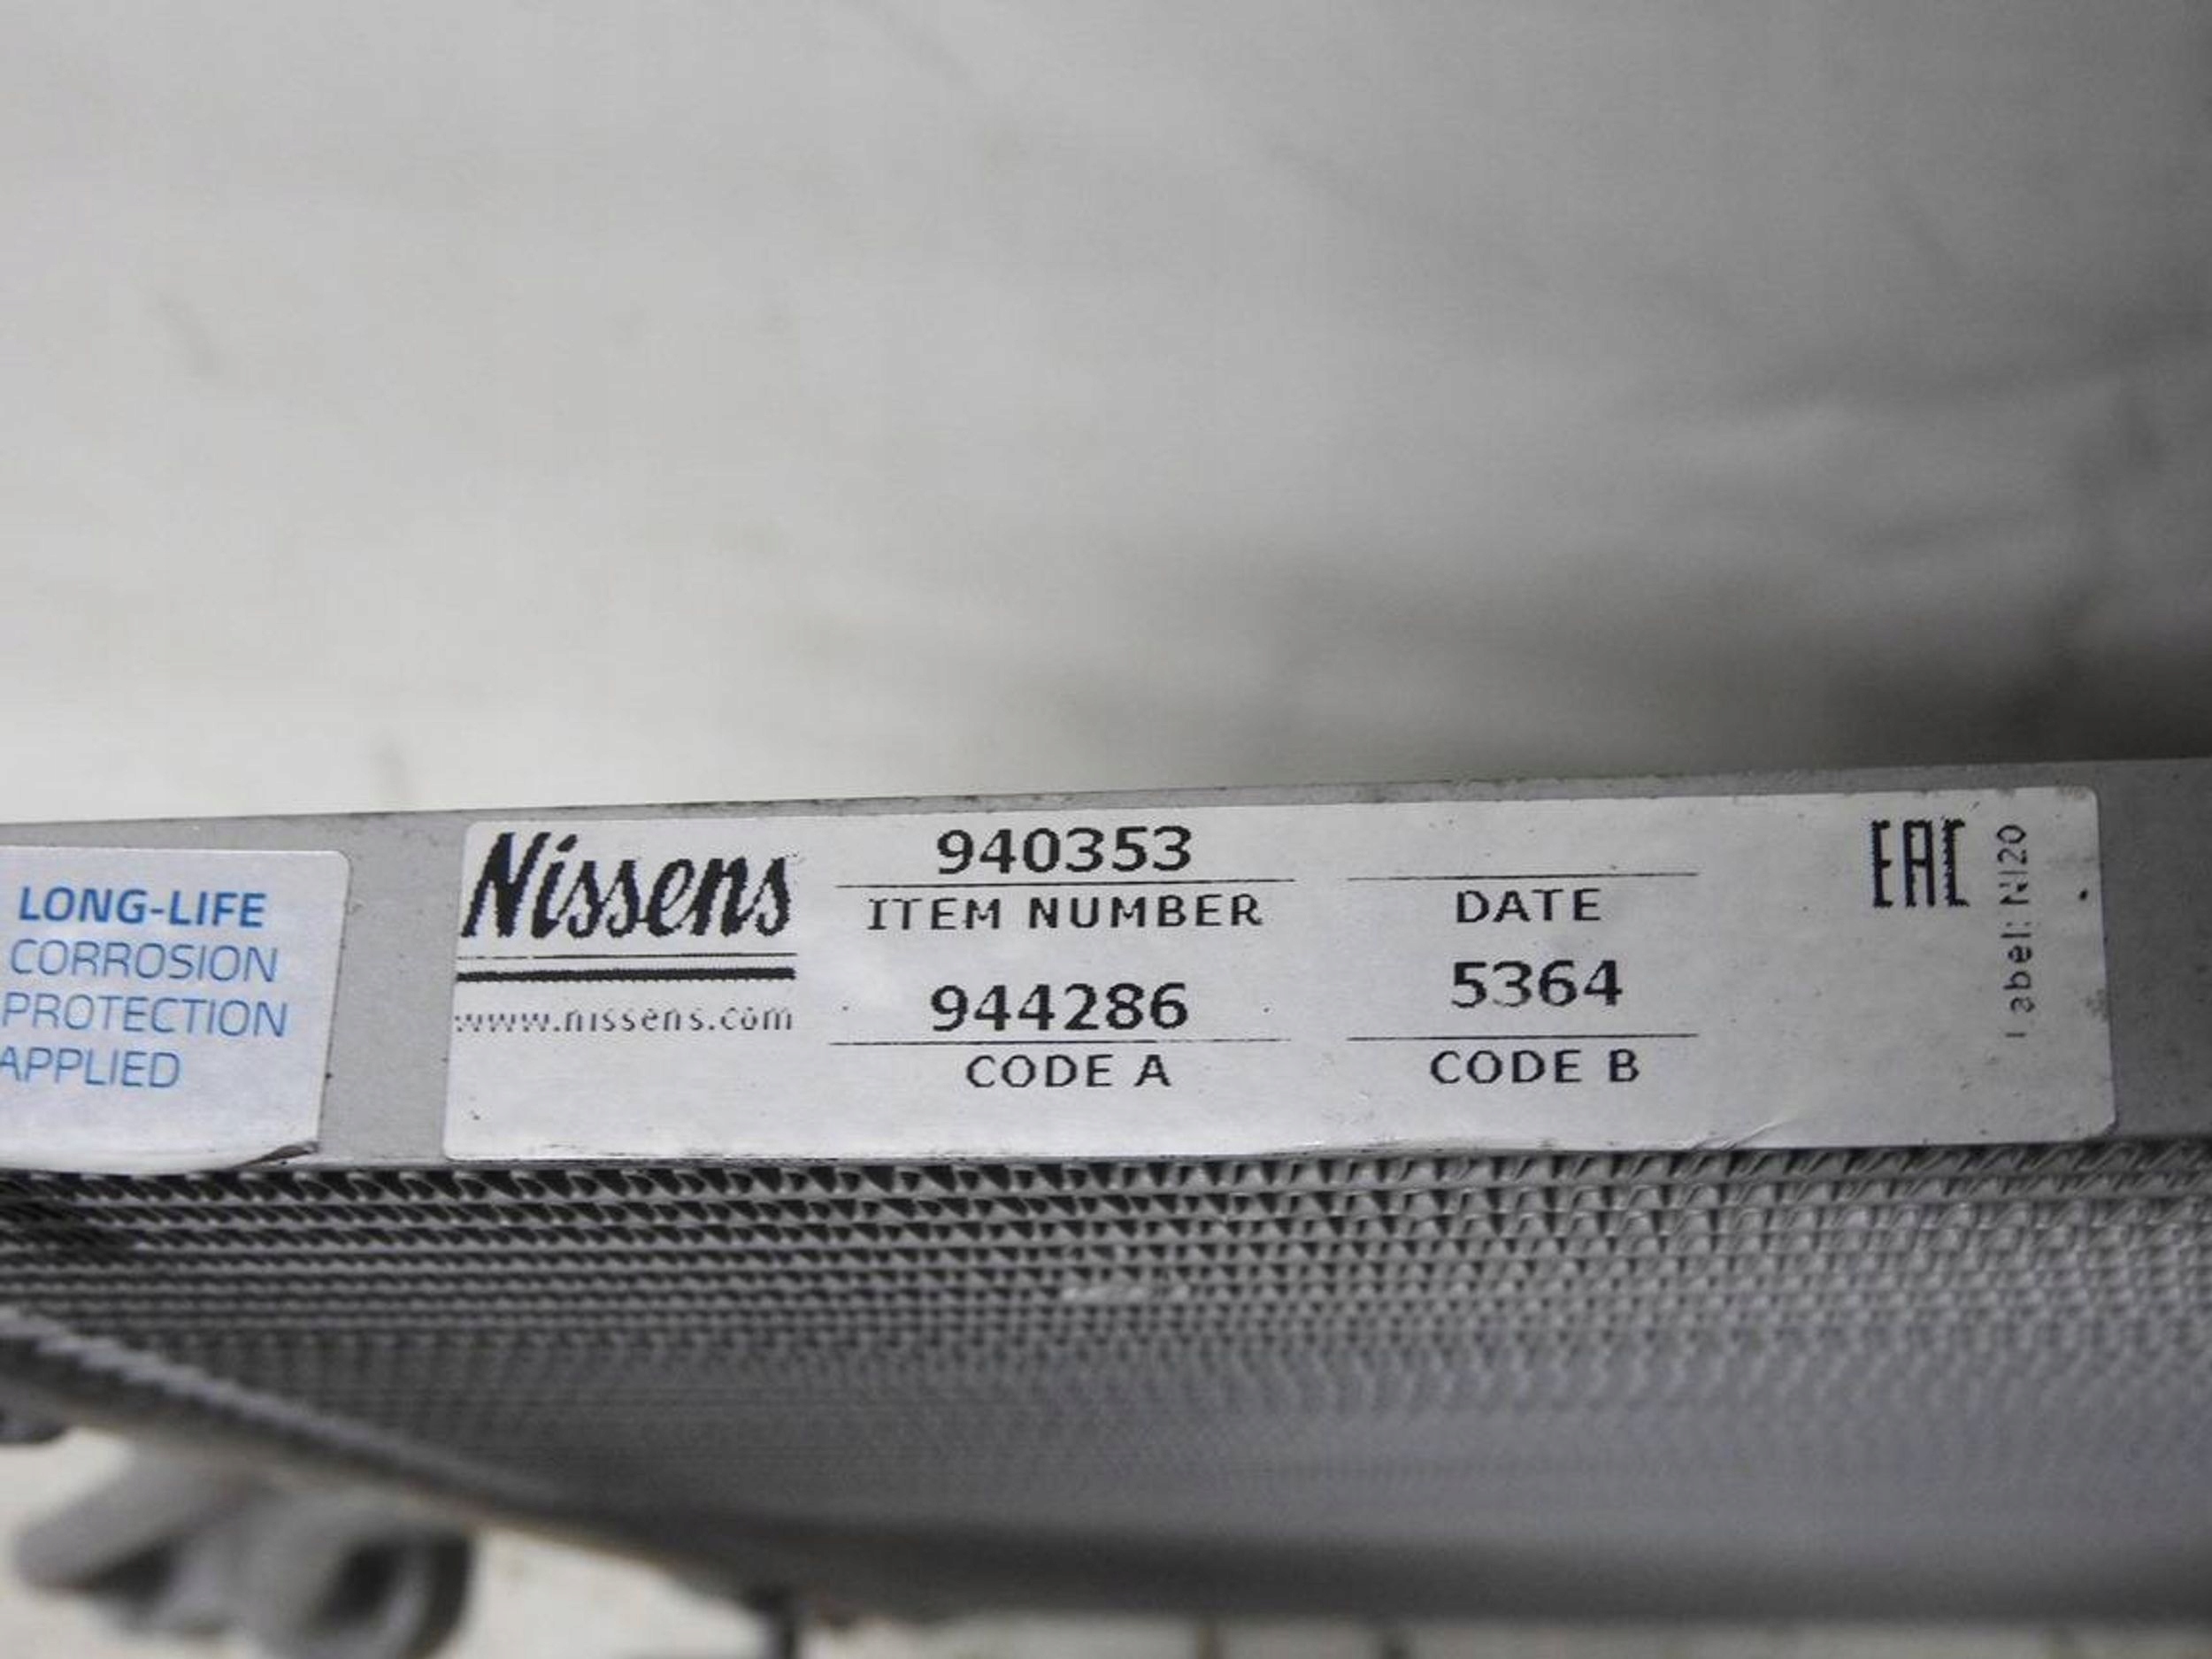 LONG-LIFE
CORROSION
PROTECTION
APPLIED
Nissens
www.nissens.com
940353
ITEM NUMBER
944286
CODE A
DATE
5364
CODE B
EAC
Label: NI20